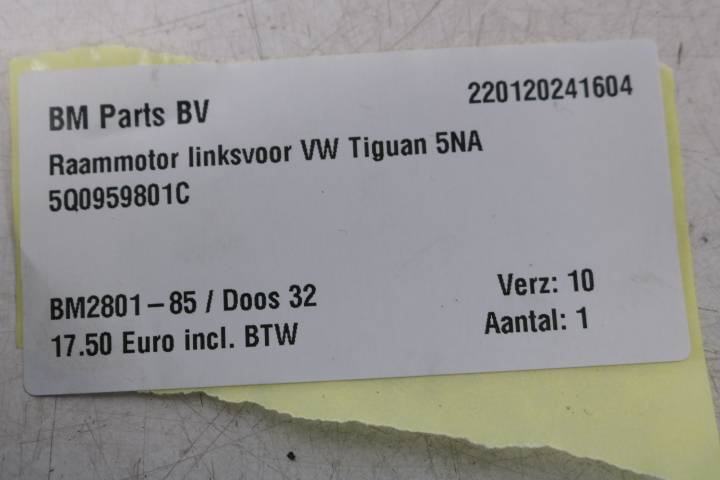 BM Parts BV 220120241604
Raammotor linksvoor VW Tiguan 5NA
5Q0959801C
BM2801-85 / Doos 32 Verz: 10
17.50 Euro incl. BTW Aantal: 1